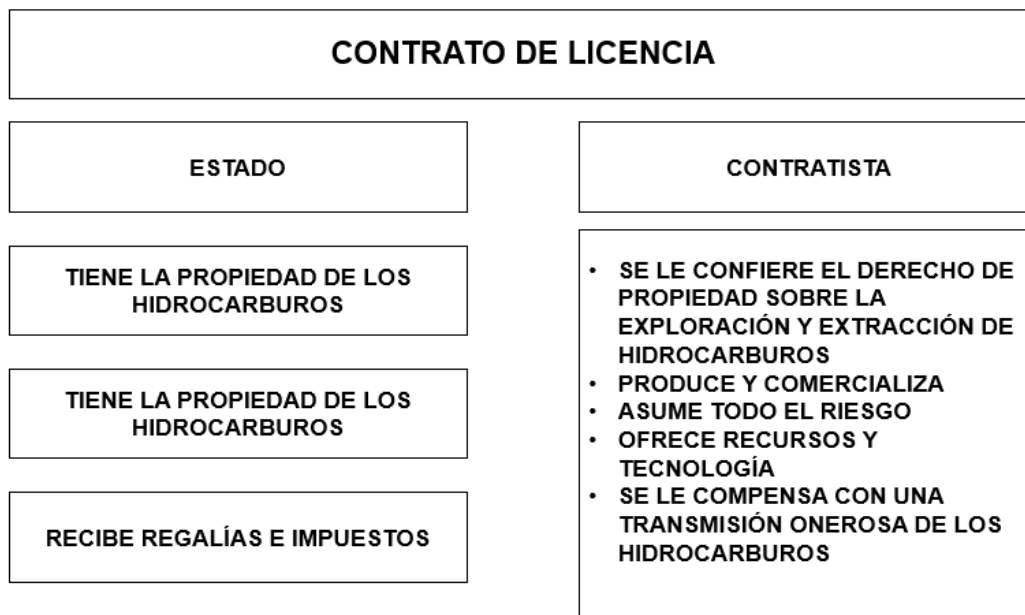 CONTRATO DE LICENCIA
ESTADO
TIENE LA PROPIEDAD DE LOS
HIDROCARBUROS
TIENE LA PROPIEDAD DE LOS
HIDROCARBUROS
RECIBE REGALÍAS E IMPUESTOS
CONTRATISTA
• SE LE CONFIERE EL DERECHO DE
PROPIEDAD SOBRE LA
EXPLORACIÓN Y EXTRACCIÓN DE
HIDROCARBUROS
• PRODUCE Y COMERCIALIZA
• ASUME TODO EL RIESGO
• OFRECE RECURSOS Y
TECNOLOGÍA
• SE LE COMPENSA CON UNA
TRANSMISIÓN ONEROSA DE LOS
HIDROCARBUROS